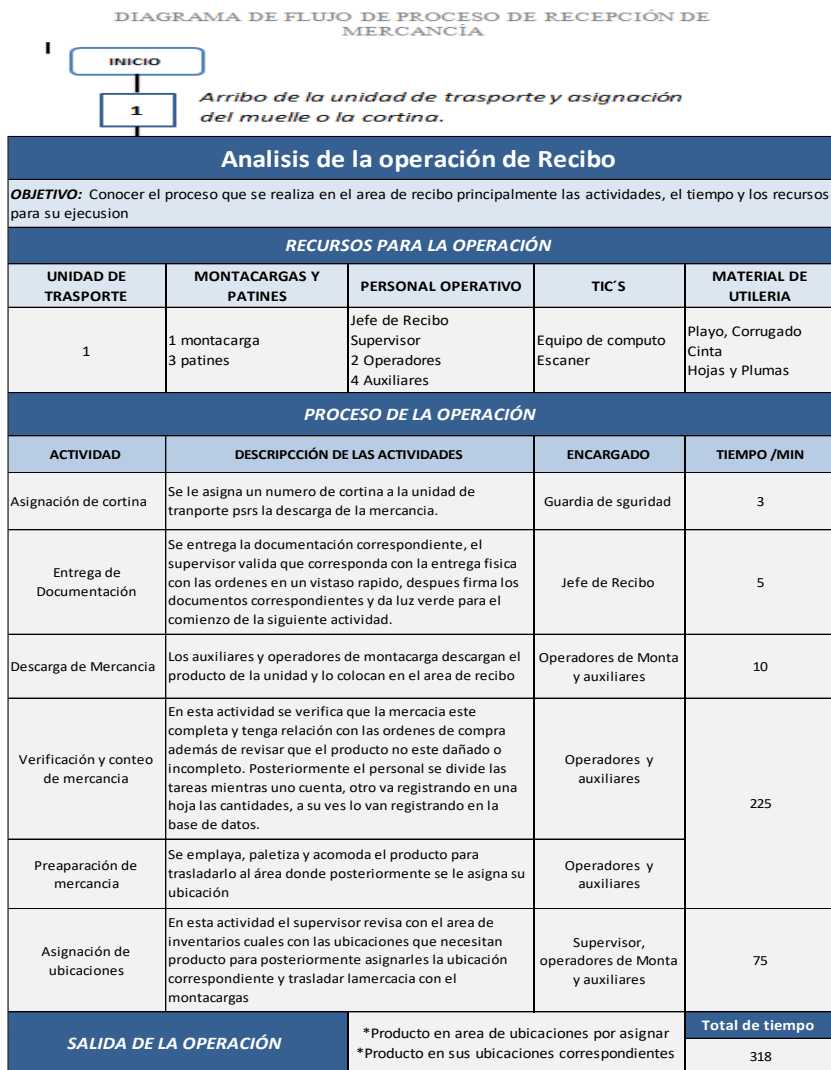 DIAGRAMA DE FLUJO DE PROCESO DE RECEPCIÓN DE
MERCANCÍA
INICIO
1
Arribo de la unidad de trasporte y asignación
del muelle o la cortina.
Analisis de la operación de Recibo
OBJETIVO: Conocer el proceso que se realiza en el area de recibo principalmente las actividades, el tiempo y los recursos
para su ejecusion
RECURSOS PARA LA OPERACIÓN
UNIDAD DE
TRASPORTE
MONTACARGAS Y
PATINES
PERSONAL OPERATIVO
TIC´S
MATERIAL DE
UTILERIA
1
1 montacarga
3 patines
Jefe de Recibo
Supervisor
2 Operadores
4 Auxiliares
Equipo de computo
Escaner
Playo, Corrugado
Cinta
Hojas y Plumas
PROCESO DE LA OPERACIÓN
ACTIVIDAD
DESCRIPCCIÓN DE LAS ACTIVIDADES
ENCARGADO
TIEMPO /MIN
Asignación de cortina
Se le asigna un numero de cortina a la unidad de
tranporte psrs la descarga de la mercancia.
Guardia de sguridad
3
Entrega de
Documentación
Se entrega la documentación correspondiente, el
supervisor valida que corresponda con la entrega fisica
con las ordenes en un vistaso rapido, despues firma los
documentos correspondientes y da luz verde para el
comienzo de la siguiente actividad.
Jefe de Recibo
5
Descarga de Mercancia
Los auxiliares y operadores de montacarga descargan el
producto de la unidad y lo colocan en el area de recibo
Operadores de Monta
y auxiliares
10
Verificación y conteo
de mercancia
En esta actividad se verifica que la mercacia este
completa y tenga relación con las ordenes de compra
además de revisar que el producto no este dañado o
incompleto. Posteriormente el personal se divide las
tareas mientras uno cuenta, otro va registrando en una
hoja las cantidades, a su ves lo van registrando en la
base de datos.
Operadores y
auxiliares
225
Preaparación de
mercancia
Se emplaya, paletiza y acomoda el producto para
trasladarlo al área donde posteriormente se le asigna su
ubicación
Operadores y
auxiliares
Asignación de
ubicaciones
En esta actividad el supervisor revisa con el area de
inventarios cuales con las ubicaciones que necesitan
producto para posteriormente asignarles la ubicación
correspondiente y trasladar lamercacia con el
montacargas
Supervisor,
operadores de Monta
y auxiliares
75
SALIDA DE LA OPERACIÓN
*Producto en area de ubicaciones por asignar
*Producto en sus ubicaciones correspondientes
Total de tiempo
318